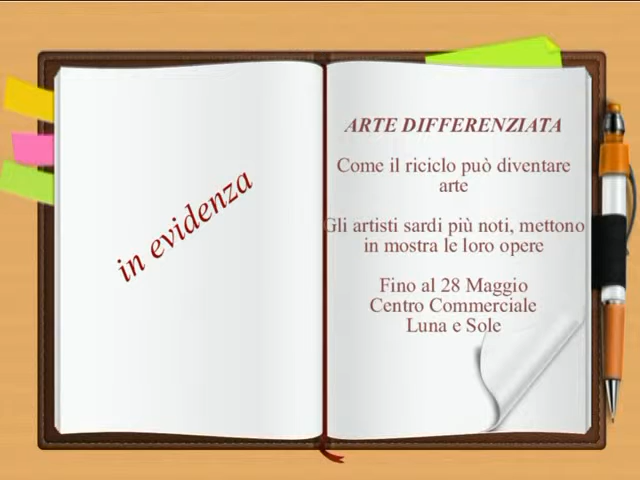 in evidenza
ARTE DIFFERENZIATA
Come il riciclo può diventare
arte
Gli artisti sardi più noti, mettono
in mostra le loro opere
Fino al 28 Maggio
Centro Commerciale
Luna e Sole